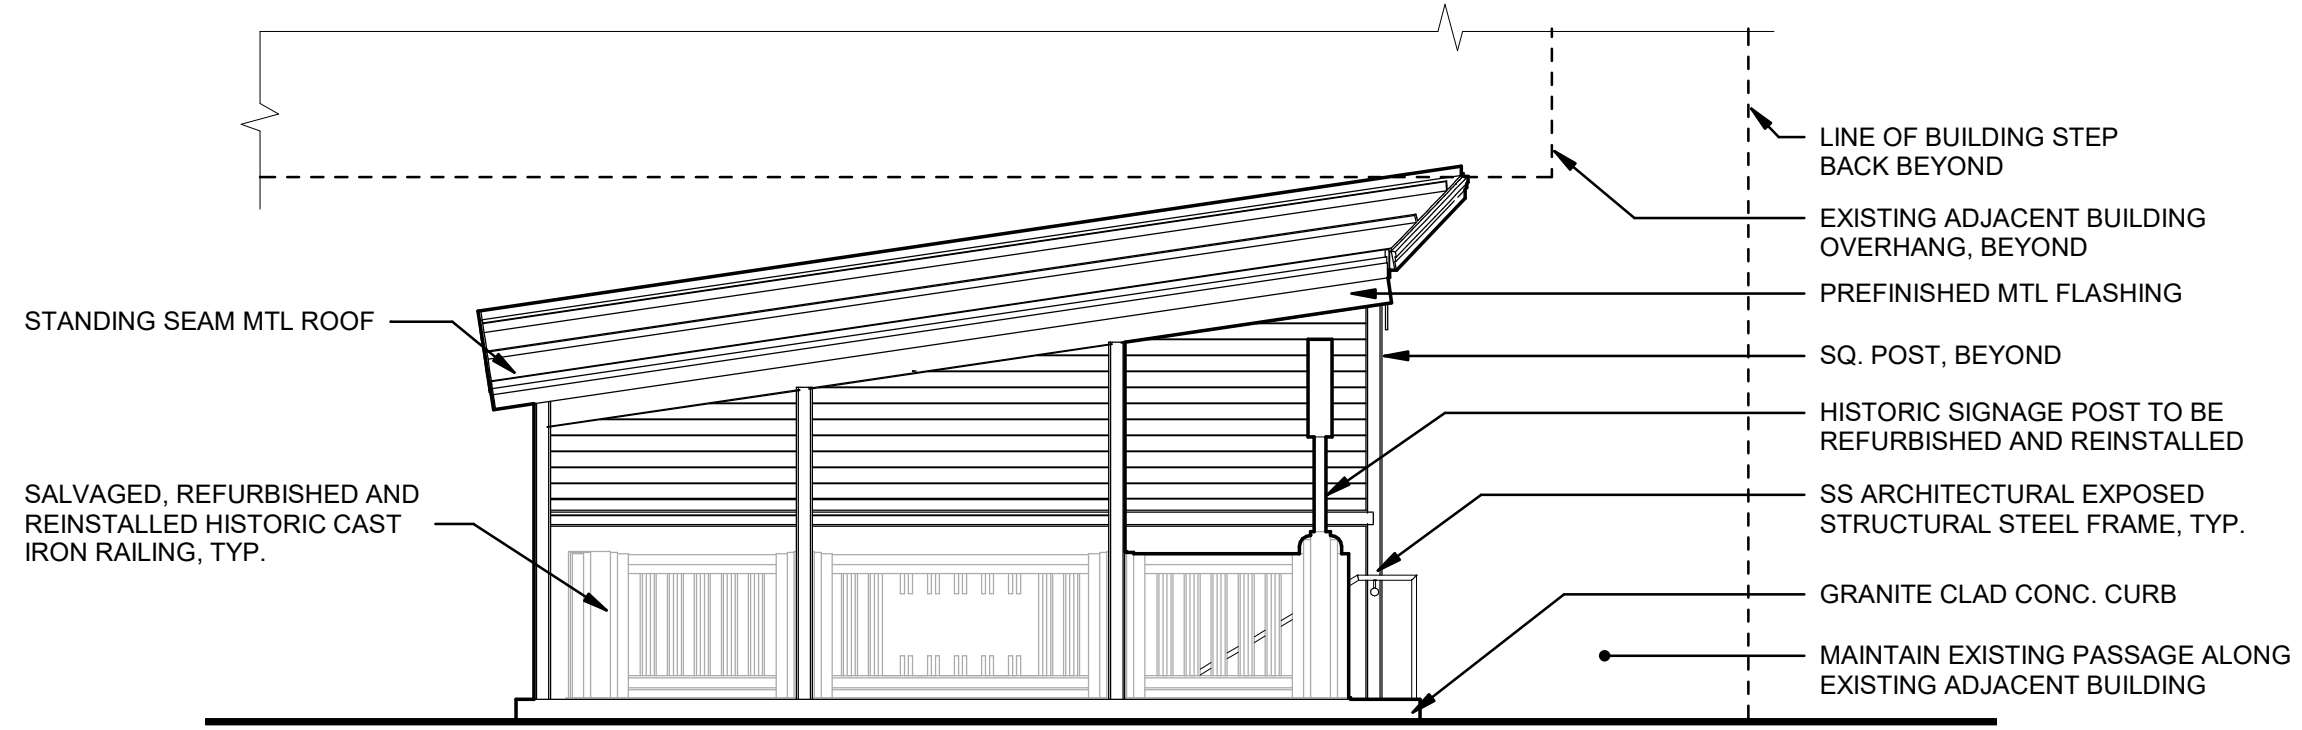 STANDING SEAM MTL ROOF
SALVAGED, REFURBISHED AND
REINSTALLED HISTORIC CAST
IRON RAILING, TYP.
LINE OF BUILDING STEP
BACK BEYOND
EXISTING ADJACENT BUILDING
OVERHANG, BEYOND
PREFINISHED MTL FLASHING
SQ. POST, BEYOND
HISTORIC SIGNAGE POST TO BE
REFURBISHED AND REINSTALLED
SS ARCHITECTURAL EXPOSED
STRUCTURAL STEEL FRAME, TYP.
GRANITE CLAD CONC. CURB
MAINTAIN EXISTING PASSAGE ALONG
EXISTING ADJACENT BUILDING